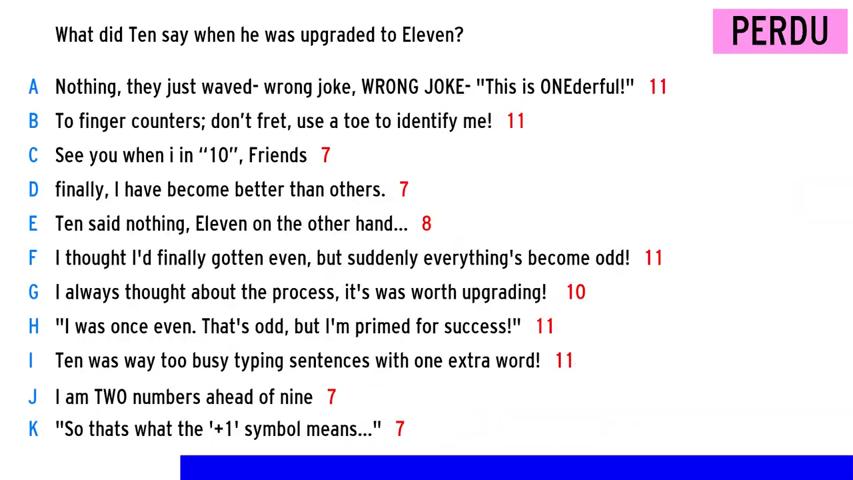 What did Ten say when he was upgraded to Eleven?
PERDU
A Nothing, they just waved- wrong joke, WRONG JOKE- "This is ONEderful!" 11
B To finger counters; don't fret, use a toe to identify me! 11
C See you when i in “10”, Friends 7
D finally, I have become better than others. 7
E Ten said nothing, Eleven on the other hand... 8
F I thought I'd finally gotten even, but suddenly everything's become odd! 11
G I always thought about the process, it's was worth upgrading! 10
H "I was once even. That's odd, but I'm primed for success!" 11
I Ten was way too busy typing sentences with one extra word! 11
J I am TWO numbers ahead of nine 7
K "So thats what the '+1' symbol means..." 7